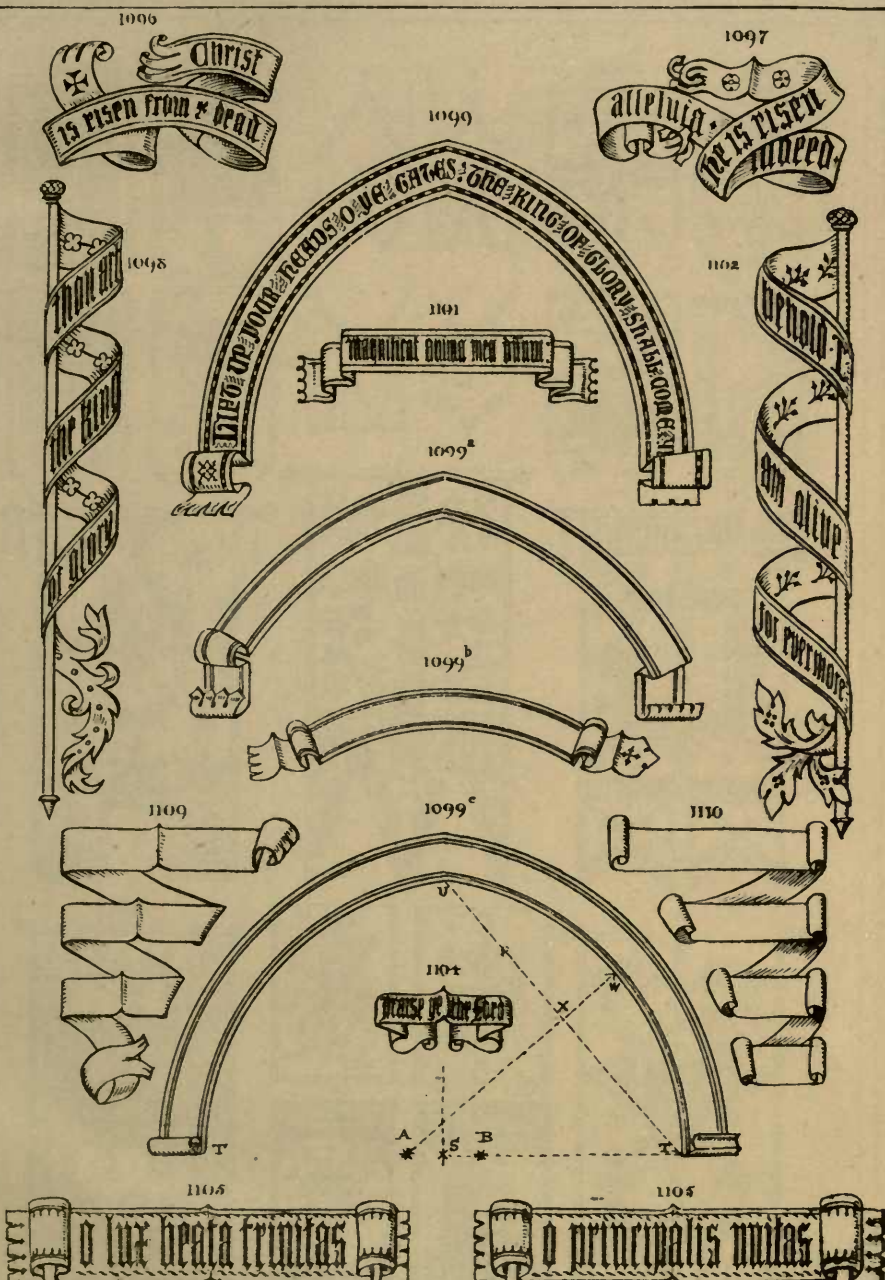 1096
Christ
is risen from ye dead
1097
alleluia.
he is risen
indeed.
1098
thou art
the King
of glory
1099
LIFT UP YOUR HEADS O YE GATES: THE KING OF GLORY SHALL COME IN
1102
behold I
am alive
for evermore
1101
Magnificat anima mea dñum
1099a
1099b
1109
1099c
1110
U
1104
praise ye the Lord
W
X
A
S
B
T
T
1105
o lux beata trinitas
1105
o principalis unitas